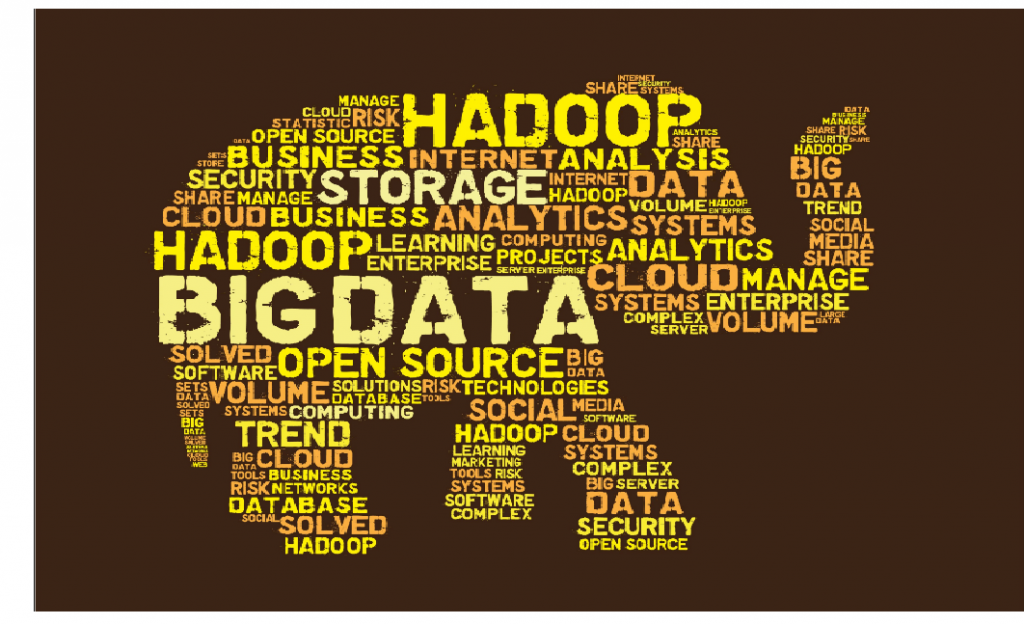 INTERNET
SHARE SECURITY
SYSTEMS
MANAGE
CLOUD
STATISTIC RISK
HADOOP
DATA OPEN SOURCE
ANALYTICS
SHARE
SETS
STORE
BUSINESS INTERNET ANALYSIS
SECURITY STORAGE INTERNET DATA
SHARE MANAGE HADOOP VOLUME HADOOP
ENTERPRISE
CLOUD BUSINESS ANALYTICS SYSTEMS
HADOOP LEARNING COMPUTING ANALYTICS
ENTERPRISE PROJECTS
SERVER ENTERPRISE
CLOUD MANAGE
BIG DATA SYSTEMS ENTERPRISE
COMPLEX VOLUME LARGE
SERVER DATA
DATA
BUSINESS
MANAGE
SHARE RISK
SECURITY SHARE
HADOOP
BIG
DATA
TREND
SOCIAL
MEDIA
SHARE
SOLVED OPEN SOURCE BIG
SOFTWARE DATA
SETS VOLUME SOLUTIONS RISK TECHNOLOGIES
DATA DATABASE TOOLS
SOLVED SYSTEMS COMPUTING SOCIAL MEDIA
SETS SOFTWARE
BIG
DATA
VOLUME
SOLVED
CLOUD
TOOLS
WEB
TREND
BIG CLOUD
DATA
TOOLS BUSINESS
RISK NETWORKS
DATABASE
SOCIAL SOLVED
HADOOP
HADOOP CLOUD
LEARNING SYSTEMS
MARKETING COMPLEX
TOOLS RISK
SYSTEMS BIG SERVER
SOFTWARE DATA
COMPLEX SECURITY
OPEN SOURCE